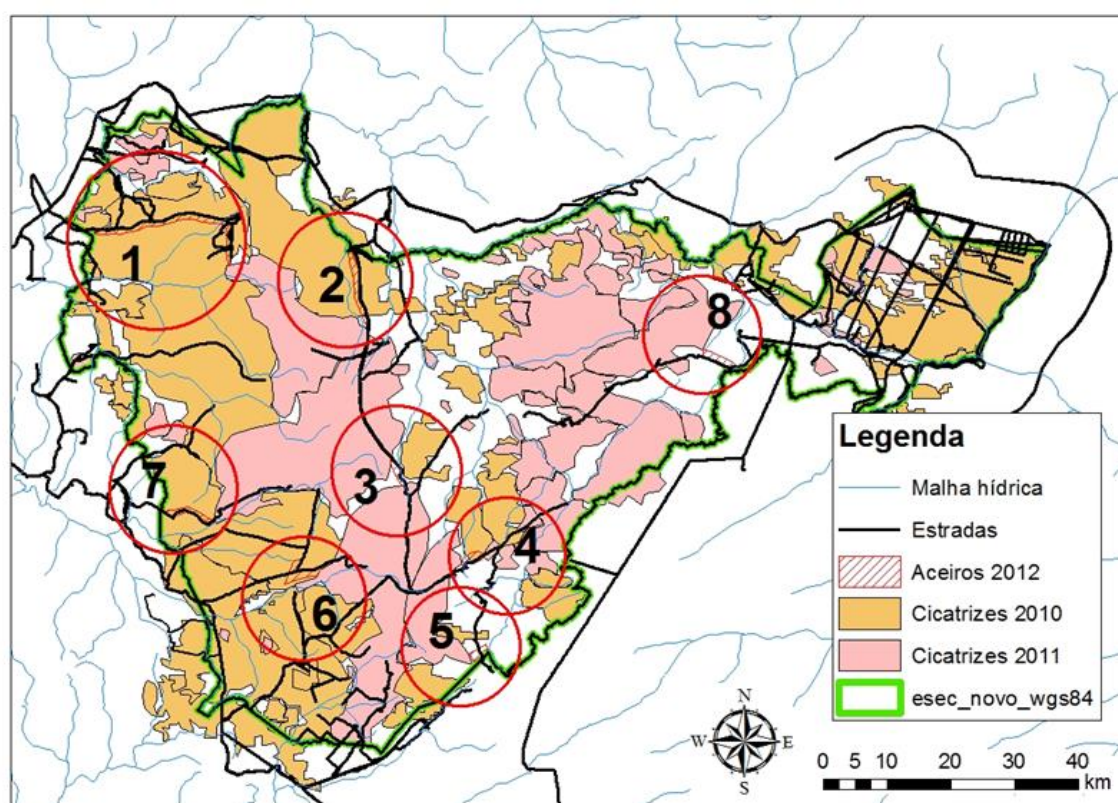 1
2
8
3
7
4
6
5
Legenda
Malha hídrica
Estradas
Aceiros 2012
Cicatrizes 2010
Cicatrizes 2011
esec_novo_wgs84
N
W E
S
0 5 10 20 30 40
km